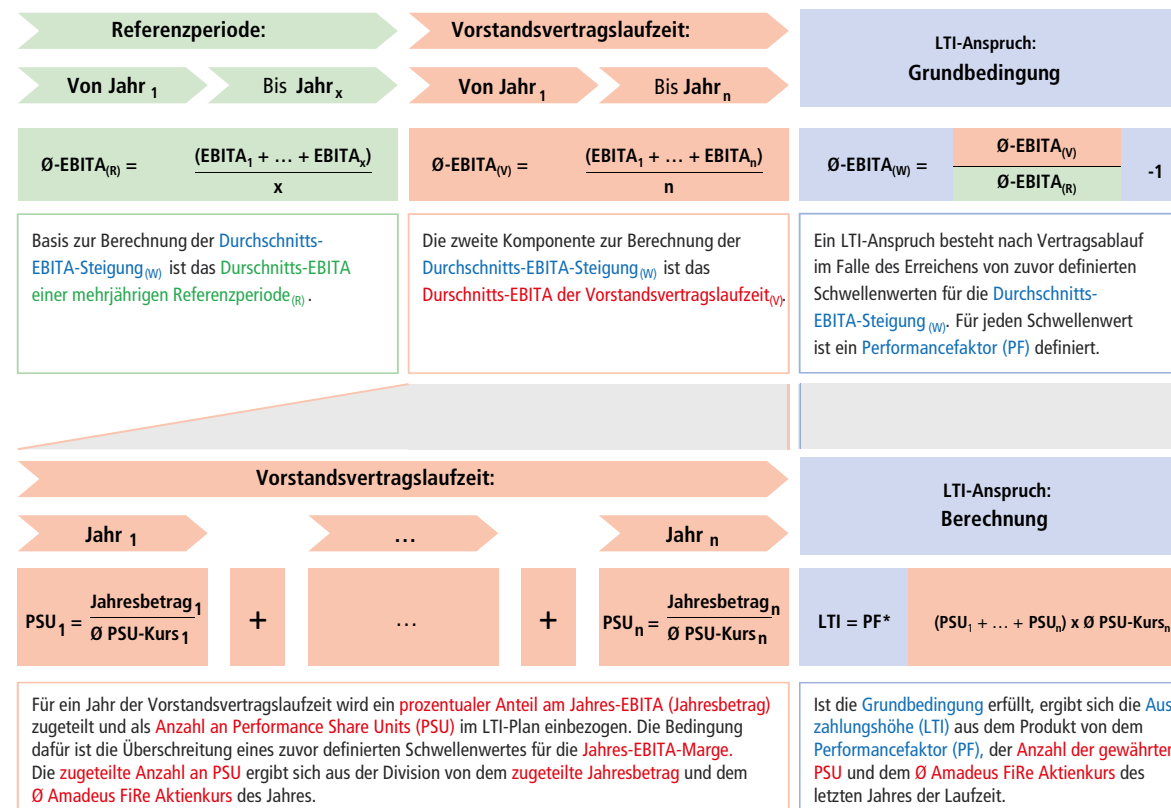 Referenzperiode:
Von Jahr 1
Bis Jahr x
Ø-EBITA(R) =
(EBITA1 + … + EBITAx)
x
Basis zur Berechnung der Durchschnitts-
EBITA-Steigung(W) ist das Durschnitts-EBITA
einer mehrjährigen Referenzperiode(R) .
Vorstandsvertragslaufzeit:
Von Jahr 1
Bis Jahr n
Ø-EBITA(V) =
(EBITA1 + … + EBITAn)
n
Die zweite Komponente zur Berechnung der
Durchschnitts-EBITA-Steigung(W) ist das
Durschnitts-EBITA der Vorstandsvertragslaufzeit(V).
LTI-Anspruch:
Grundbedingung
Ø-EBITA(W) =
Ø-EBITA(V)
Ø-EBITA(R)
-1
Ein LTI-Anspruch besteht nach Vertragsablauf
im Falle des Erreichens von zuvor definierten
Schwellenwerten für die Durchschnitts-
EBITA-Steigung (W). Für jeden Schwellenwert
ist ein Performancefaktor (PF) definiert.
Vorstandsvertragslaufzeit:
Jahr 1
…
Jahr n
PSU1 =
Jahresbetrag1
Ø PSU-Kurs1
+
…
+
PSUn =
Jahresbetragn
Ø PSU-Kursn
Für ein Jahr der Vorstandsvertragslaufzeit wird ein prozentualer Anteil am Jahres-EBITA (Jahresbetrag)
zugeteilt und als Anzahl an Performance Share Units (PSU) im LTI-Plan einbezogen. Die Bedingung
dafür ist die Überschreitung eines zuvor definierten Schwellenwertes für die Jahres-EBITA-Marge.
Die zugeteilte Anzahl an PSU ergibt sich aus der Division von dem zugeteilte Jahresbetrag und dem
Ø Amadeus FiRe Aktienkurs des Jahres.
LTI-Anspruch:
Berechnung
LTI = PF*
(PSU1 + … + PSUn) x Ø PSU-Kursn
Ist die Grundbedingung erfüllt, ergibt sich die Aus
zahlungshöhe (LTI) aus dem Produkt von dem
Performancefaktor (PF), der Anzahl der gewährten
PSU und dem Ø Amadeus FiRe Aktienkurs des
letzten Jahres der Laufzeit.